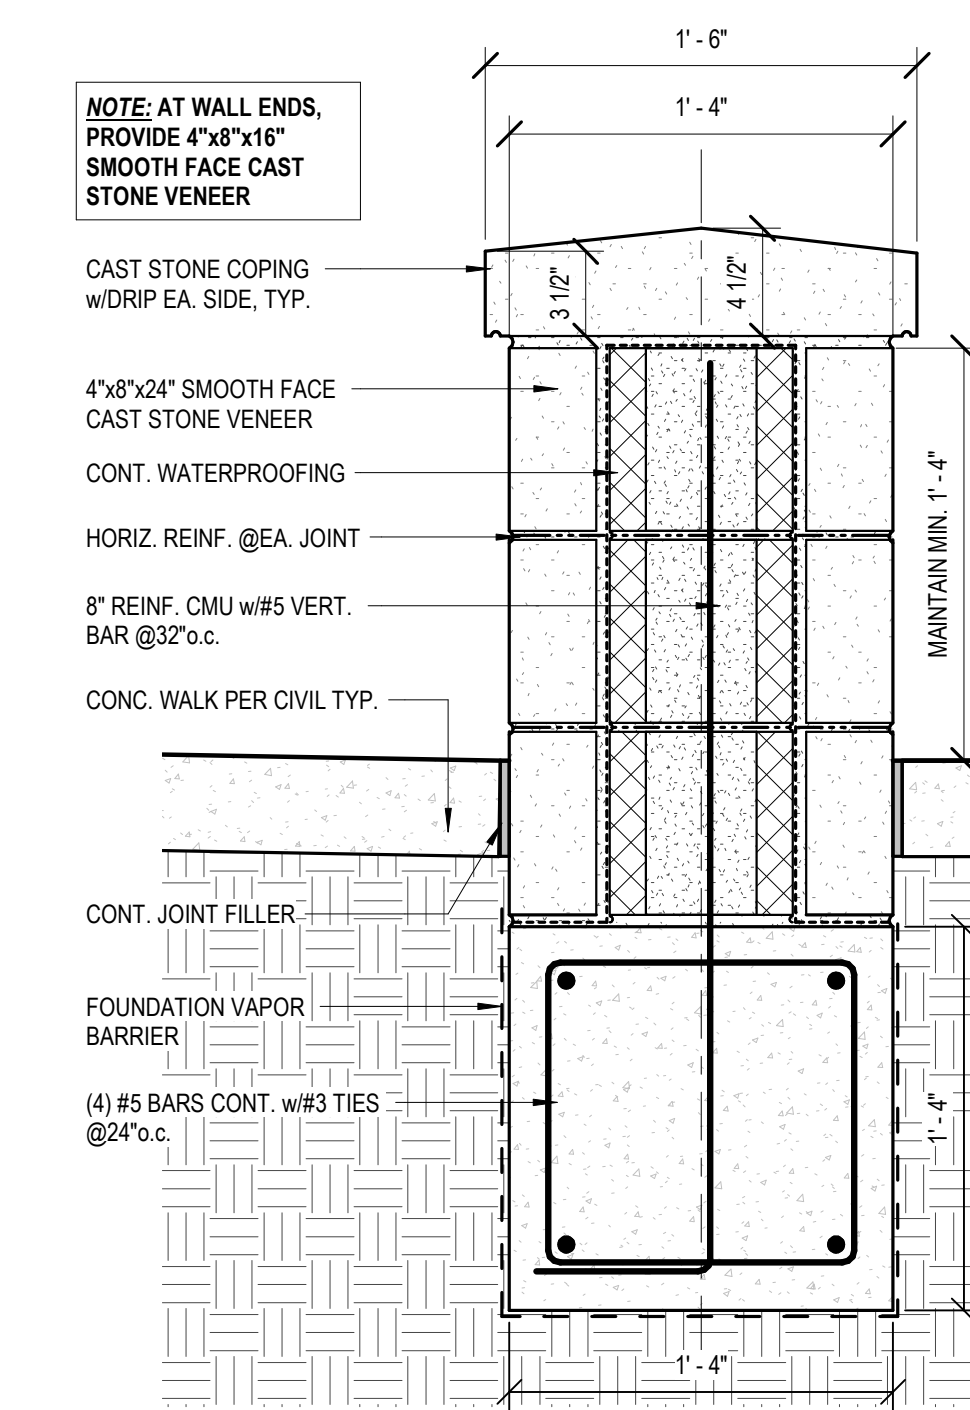 1' - 6"
1' - 4"
NOTE: AT WALL ENDS,
PROVIDE 4"x8"x16"
SMOOTH FACE CAST
STONE VENEER
CAST STONE COPING
w/DRIP EA. SIDE, TYP.
3 1/2"
4 1/2"
4"x8"x24" SMOOTH FACE
CAST STONE VENEER
CONT. WATERPROOFING
HORIZ. REINF. @EA. JOINT
MAINTAIN MIN. 1' - 4"
8" REINF. CMU w/#5 VERT.
BAR @32"o.c.
CONC. WALK PER CIVIL TYP.
CONT. JOINT FILLER
FOUNDATION VAPOR
BARRIER
(4) #5 BARS CONT. w/#3 TIES
@24"o.c.
1' - 4"
1' - 4"